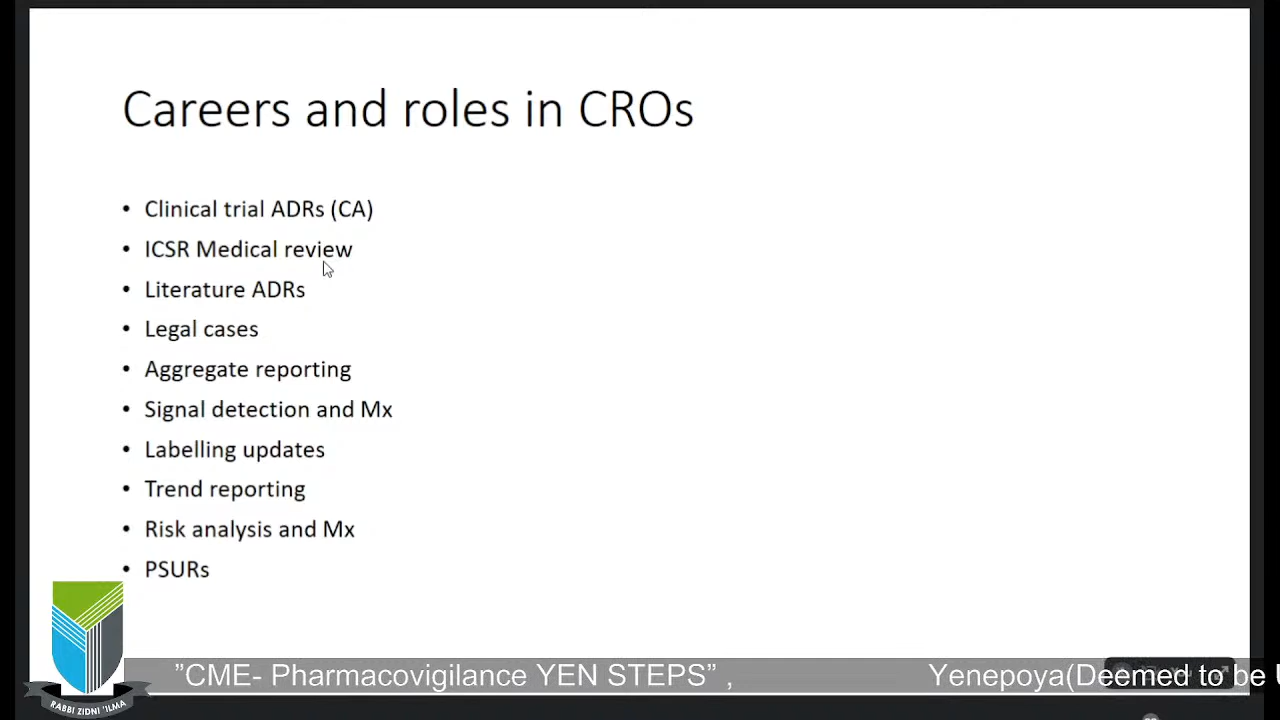 Careers and roles in CROs
• Clinical trial ADRs (CA)
• ICSR Medical review
• Literature ADRs
• Legal cases
• Aggregate reporting
• Signal detection and Mx
• Labelling updates
• Trend reporting
• Risk analysis and Mx
• PSURs
”CME- Pharmacovigilance YEN STEPS” , Yenepoya(Deemed to be U
RABBI ZIDNI 'ILMA